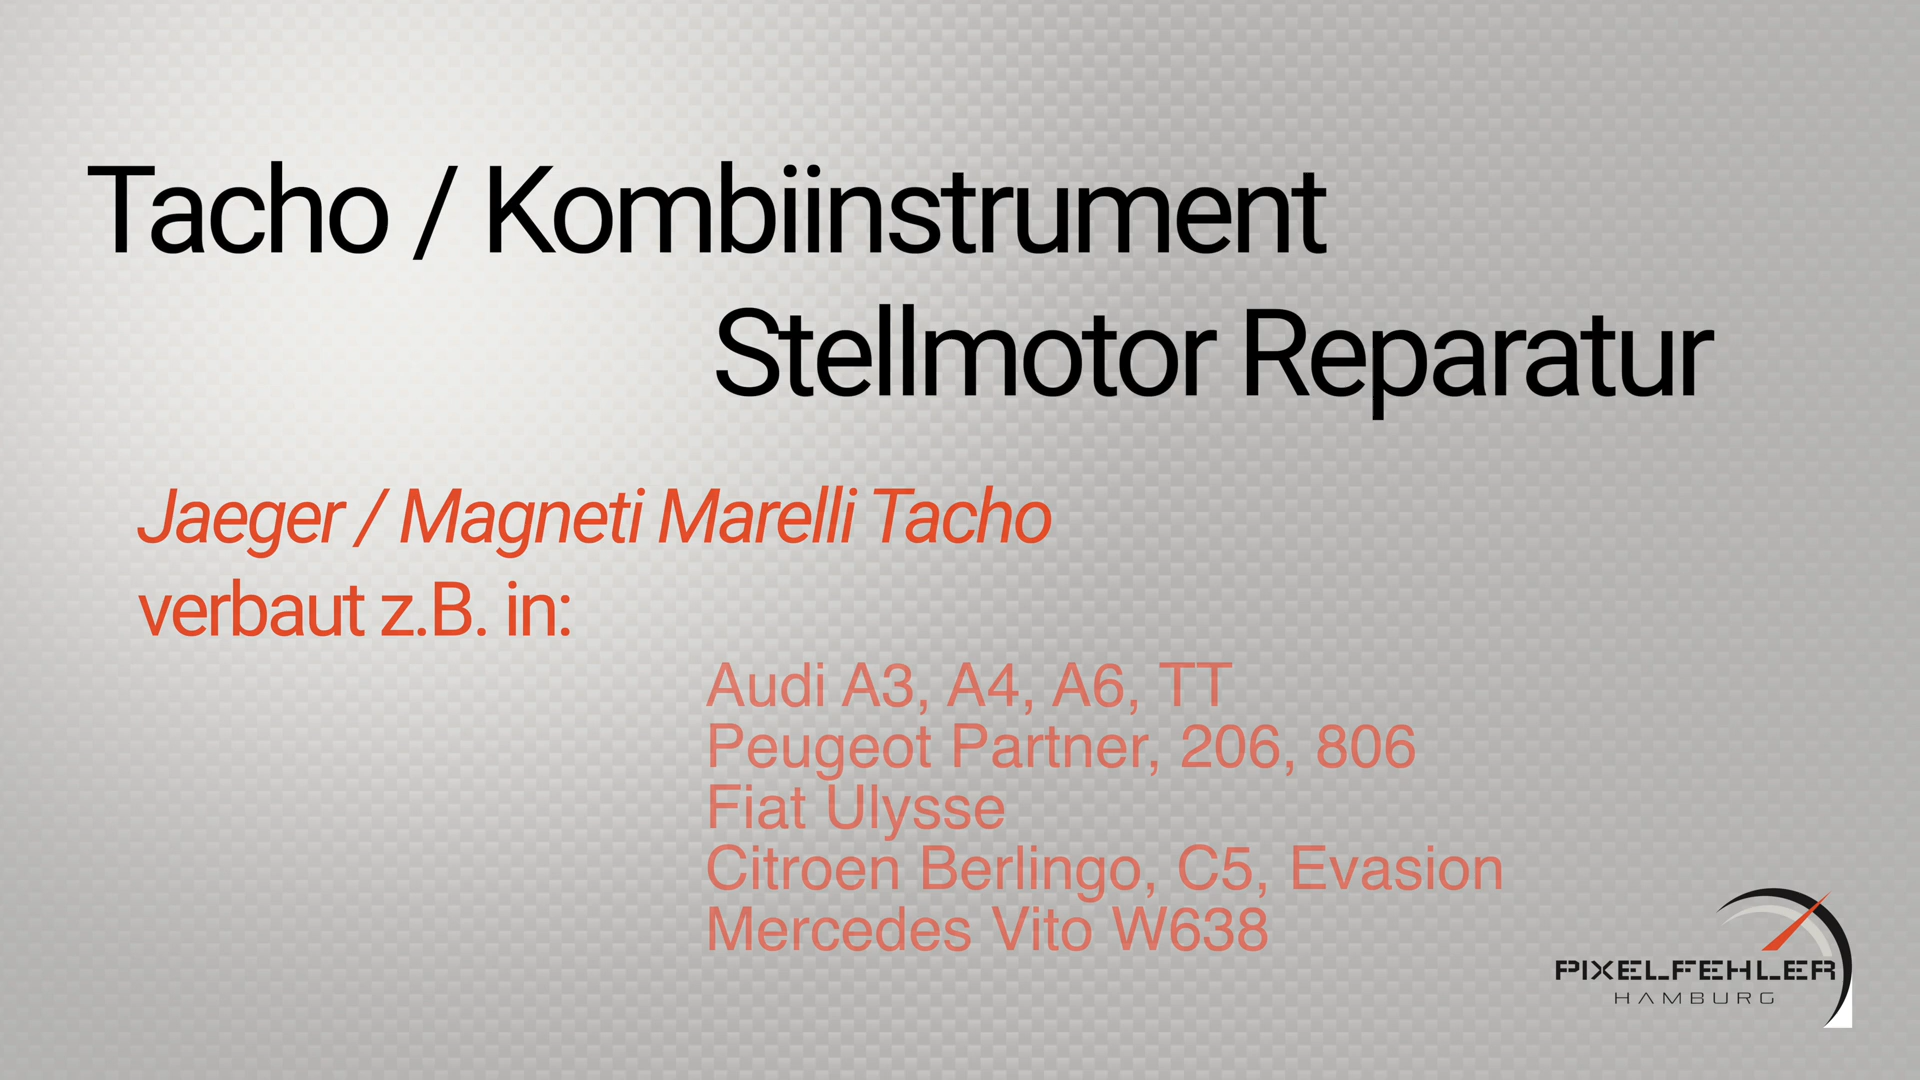 Tacho / Kombiinstrument
Stellmotor Reparatur
Jaeger / Magneti Marelli Tacho
verbaut z.B. in:
Audi A3, A4, A6, TT
Peugeot Partner, 206, 806
Fiat Ulysse
Citroen Berlingo, C5, Evasion
Mercedes Vito W638
PIXELFEHLER
HAMBURG